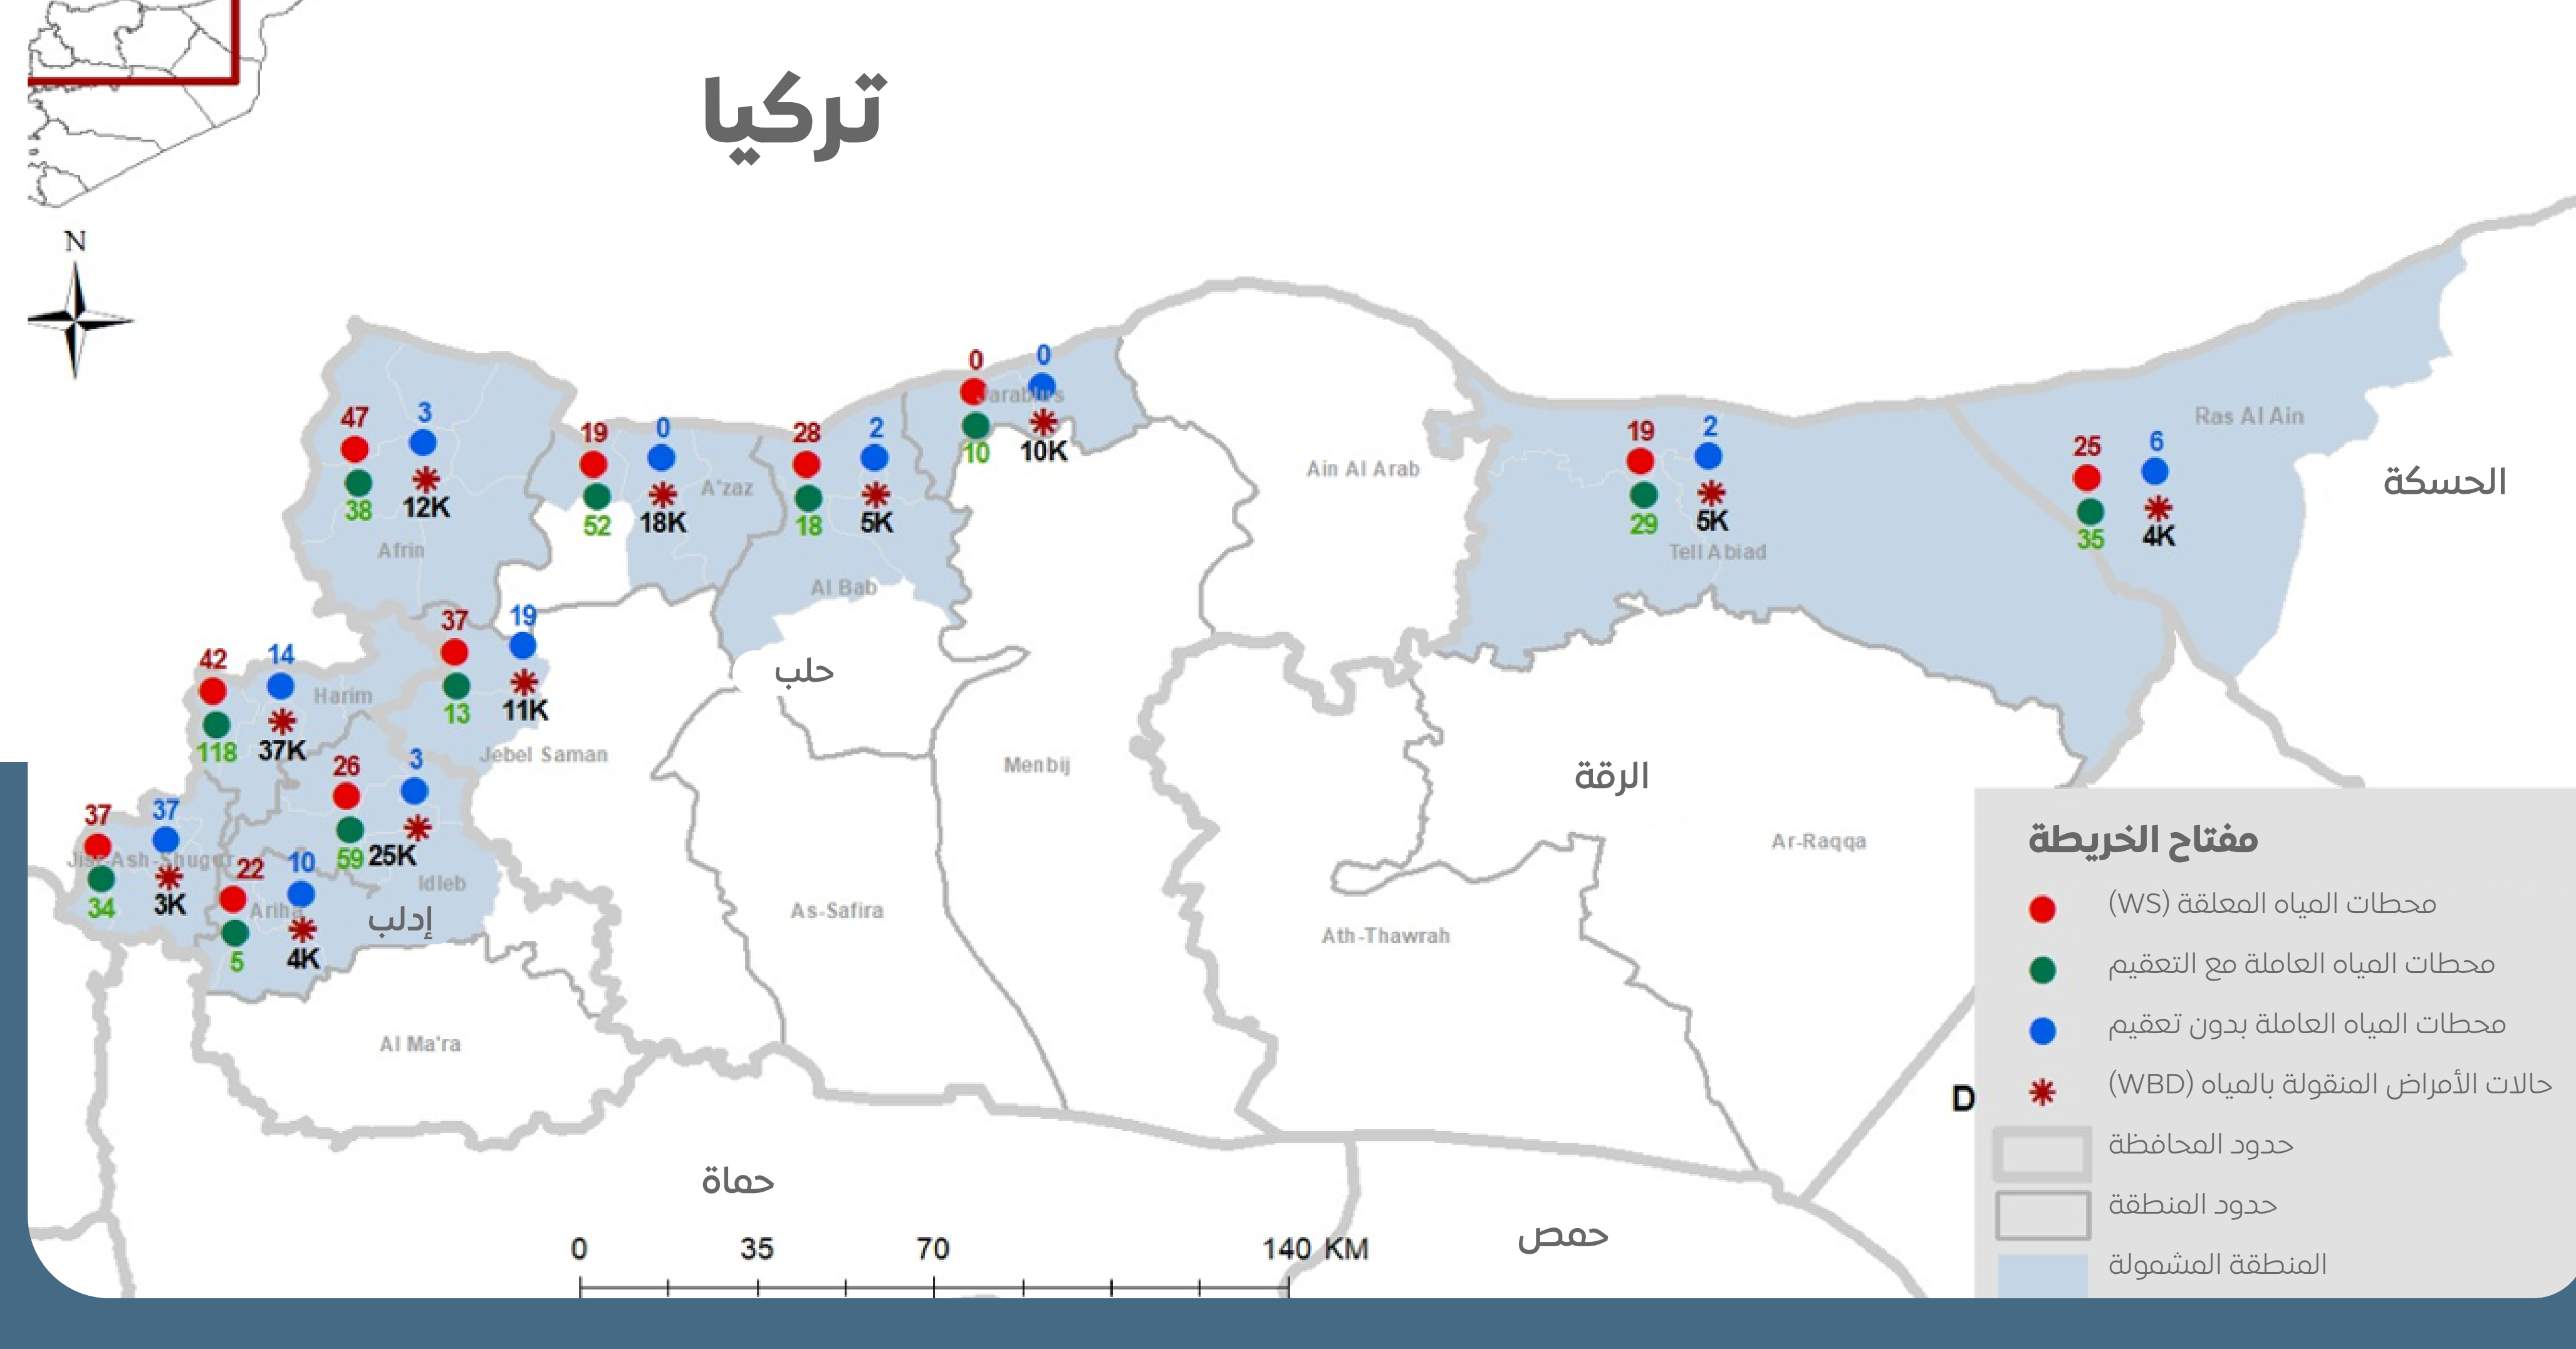 تركيا
N
0
0
Jarablus
10
10K
47
3
38
12K
Afrin
19
0
A'zaz
52
18K
28
2
18
5K
Al Bab
Ain Al Arab
19
2
29
5K
Tell Abiad
25
6
35
4K
Ras Al Ain
الحسكة
37
19
13
11K
Jebel Saman
42
14
Harim
118
37K
حلب
Menbij
الرقة
Ar-Raqqa
26
3
59
25K
Idleb
37
37
Jisr-Ash-Shugur
34
3K
22
10
Ariha
5
4K
إدلب
As-Safira
Ath-Thawrah
Al Ma'ra
D
حماة
حمص
0 35 70 140 KM
مفتاح الخريطة
محطات المياه المعلقة (WS)
محطات المياه العاملة مع التعقيم
محطات المياه العاملة بدون تعقيم
حالات الأمراض المنقولة بالمياه (WBD)
حدود المحافظة
حدود المنطقة
المنطقة المشمولة